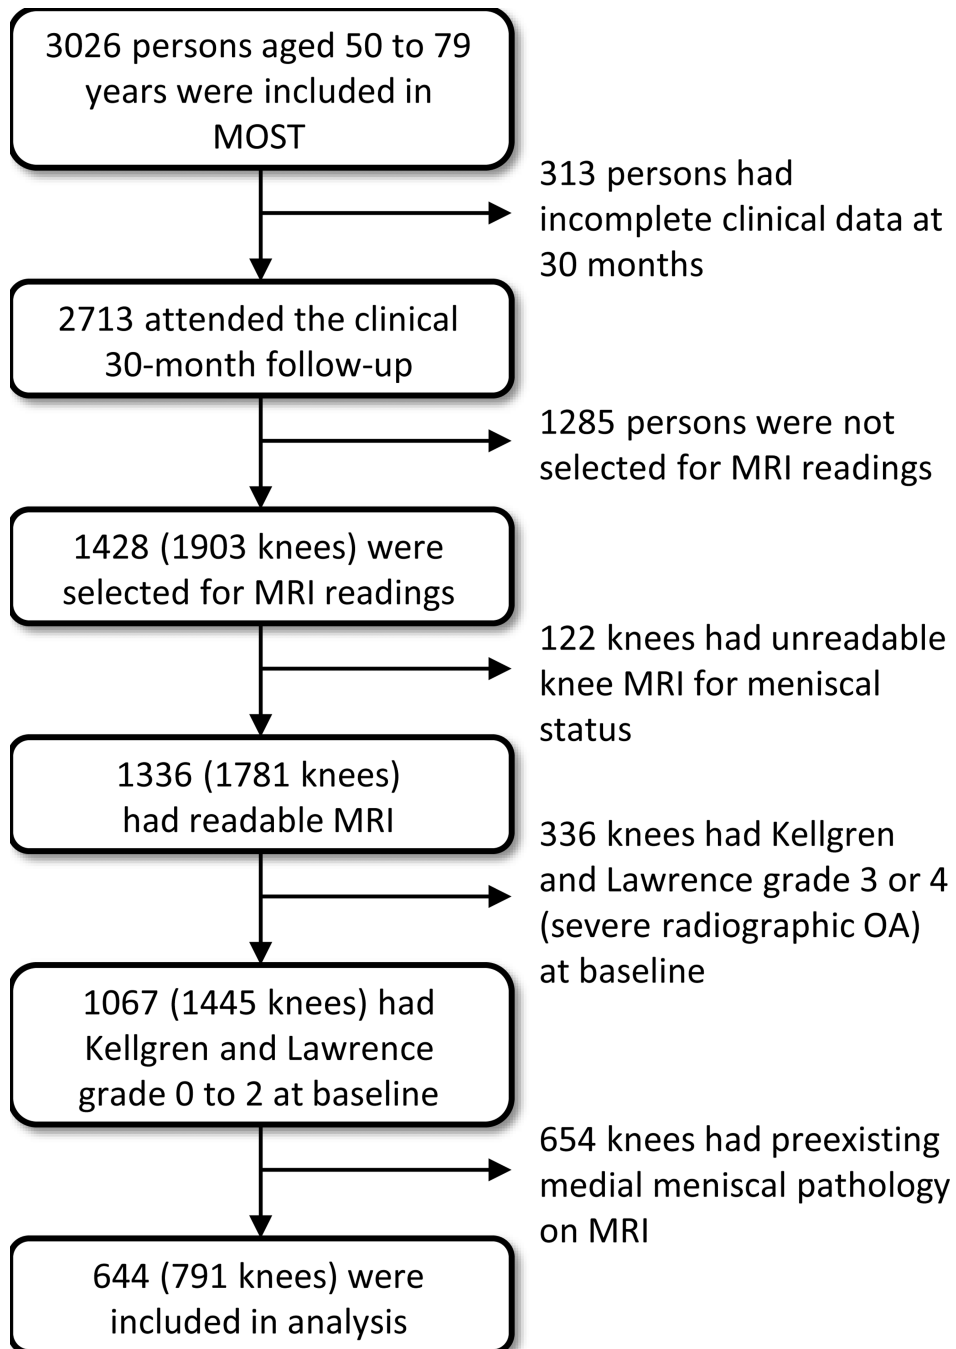 3026 persons aged 50 to 79
years were included in
MOST
313 persons had
incomplete clinical data at
30 months
2713 attended the clinical
30-month follow-up
1285 persons were not
selected for MRI readings
1428 (1903 knees) were
selected for MRI readings
122 knees had unreadable
knee MRI for meniscal
status
1336 (1781 knees)
had readable MRI
336 knees had Kellgren
and Lawrence grade 3 or 4
(severe radiographic OA)
at baseline
1067 (1445 knees) had
Kellgren and Lawrence
grade 0 to 2 at baseline
654 knees had preexisting
medial meniscal pathology
on MRI
644 (791 knees) were
included in analysis